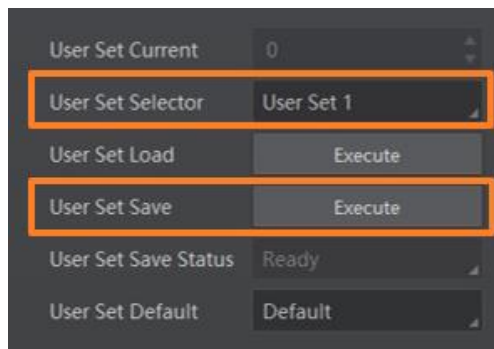 User Set Current 0
User Set Selector User Set 1
User Set Load Execute
User Set Save Execute
User Set Save Status Ready
User Set Default Default